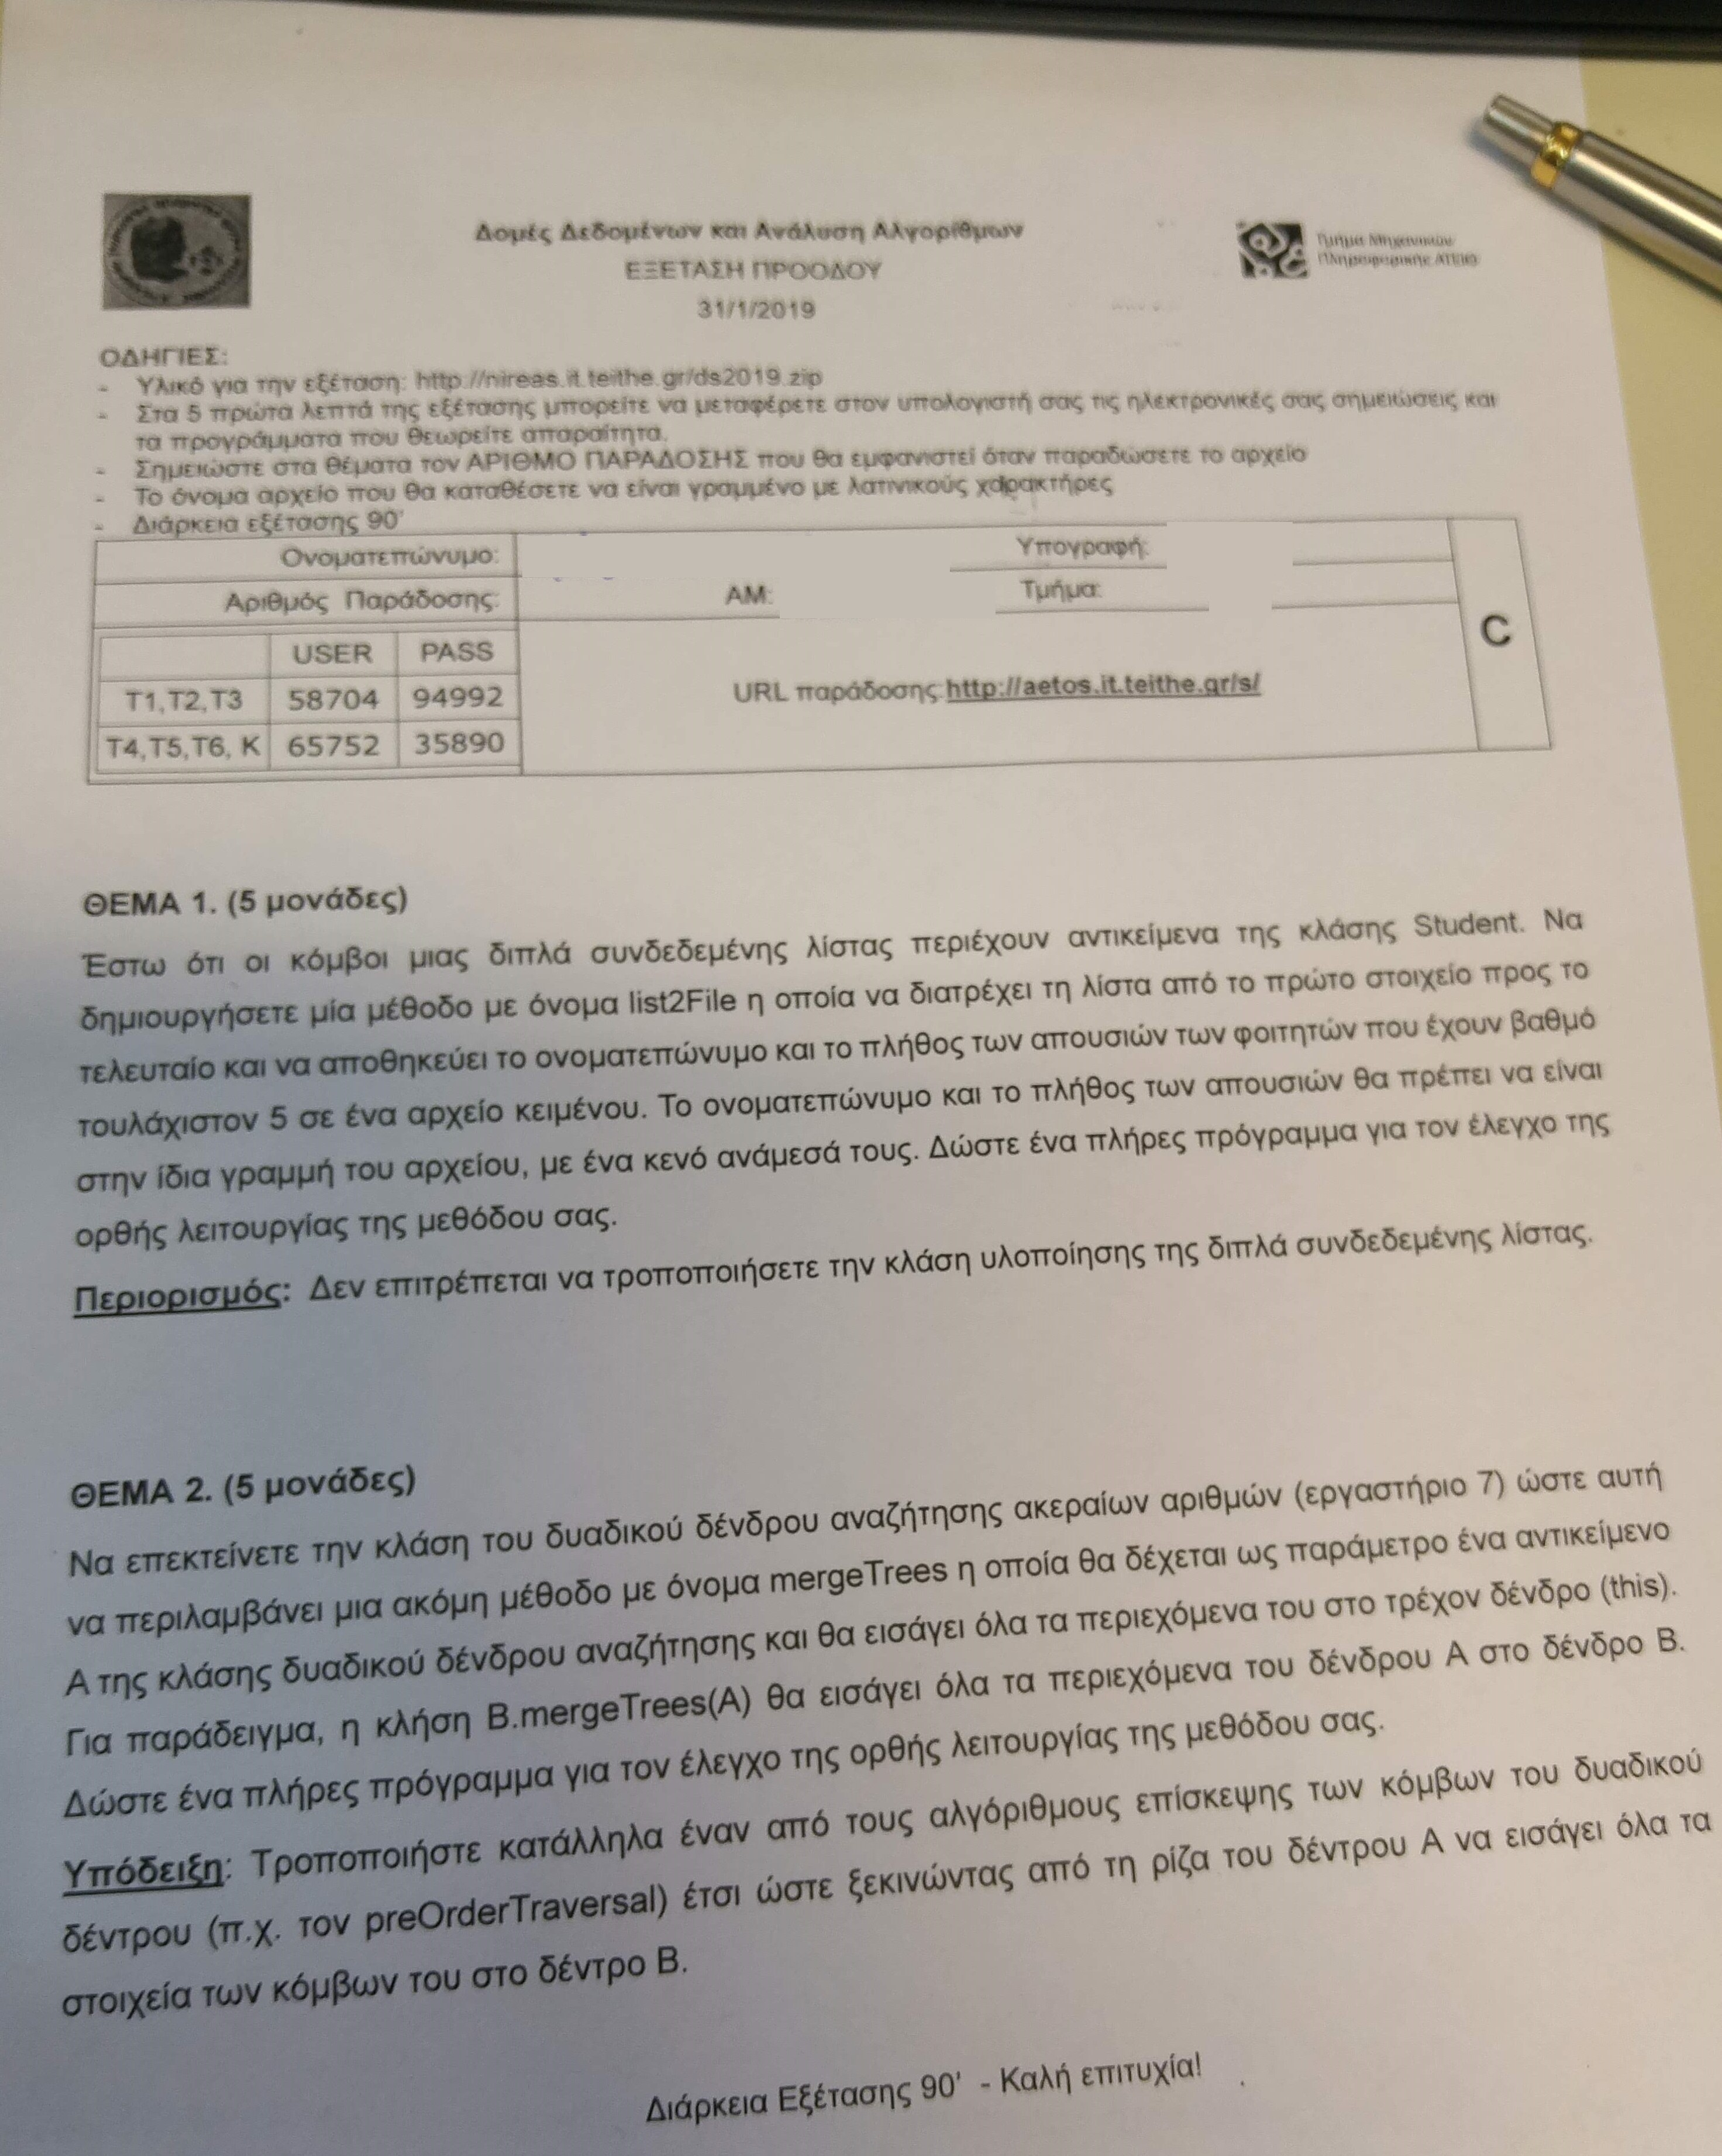 Δομές Δεδομένων και Ανάλυση Αλγορίθμων
ΕΞΕΤΑΣΗ ΠΡΟΟΔΟΥ
31/1/2019
Τμήμα Μηχανικών
Πληροφορικής ΑΤΕΙΘ
ΟΔΗΓΙΕΣ:
- Υλικό για την εξέταση: http://nireas.it.teithe.gr/ds2019.zip
- Στα 5 πρώτα λεπτά της εξέτασης μπορείτε να μεταφέρετε στον υπολογιστή σας τις ηλεκτρονικές σας σημειώσεις και
τα προγράμματα που θεωρείτε απαραίτητα.
- Σημειώστε στα θέματα τον ΑΡΙΘΜΟ ΠΑΡΑΔΟΣΗΣ που θα εμφανιστεί όταν παραδώσετε το αρχείο
- Το όνομα αρχείο που θα καταθέσετε να είναι γραμμένο με λατινικούς χαρακτήρες
- Διάρκεια εξέτασης 90'
Ονοματεπώνυμο: Υπογραφή:
Αριθμός Παράδοσης: ΑΜ: Τμήμα:
C
USER PASS
T1,T2,T3 58704 94992
T4,T5,T6, K 65752 35890
URL παράδοσης:http://aetos.it.teithe.gr/s/
ΘΕΜΑ 1. (5 μονάδες)
Έστω ότι οι κόμβοι μιας διπλά συνδεδεμένης λίστας περιέχουν αντικείμενα της κλάσης Student. Να
δημιουργήσετε μία μέθοδο με όνομα list2File η οποία να διατρέχει τη λίστα από το πρώτο στοιχείο προς το
τελευταίο και να αποθηκεύει το ονοματεπώνυμο και το πλήθος των απουσιών των φοιτητών που έχουν βαθμό
τουλάχιστον 5 σε ένα αρχείο κειμένου. Το ονοματεπώνυμο και το πλήθος των απουσιών θα πρέπει να είναι
στην ίδια γραμμή του αρχείου, με ένα κενό ανάμεσά τους. Δώστε ένα πλήρες πρόγραμμα για τον έλεγχο της
ορθής λειτουργίας της μεθόδου σας.
Περιορισμός: Δεν επιτρέπεται να τροποποιήσετε την κλάση υλοποίησης της διπλά συνδεδεμένης λίστας.
ΘΕΜΑ 2. (5 μονάδες)
Να επεκτείνετε την κλάση του δυαδικού δένδρου αναζήτησης ακεραίων αριθμών (εργαστήριο 7) ώστε αυτή
να περιλαμβάνει μια ακόμη μέθοδο με όνομα mergeTrees η οποία θα δέχεται ως παράμετρο ένα αντικείμενο
Α της κλάσης δυαδικού δένδρου αναζήτησης και θα εισάγει όλα τα περιεχόμενα του στο τρέχον δένδρο (this).
Για παράδειγμα, η κλήση B.mergeTrees(A) θα εισάγει όλα τα περιεχόμενα του δένδρου Α στο δένδρο Β.
Δώστε ένα πλήρες πρόγραμμα για τον έλεγχο της ορθής λειτουργίας της μεθόδου σας.
Υπόδειξη: Τροποποιήστε κατάλληλα έναν από τους αλγόριθμους επίσκεψης των κόμβων του δυαδικού
δέντρου (π.χ. τον preOrderTraversal) έτσι ώστε ξεκινώντας από τη ρίζα του δέντρου Α να εισάγει όλα τα
στοιχεία των κόμβων του στο δέντρο Β.
Διάρκεια Εξέτασης 90' - Καλή επιτυχία!